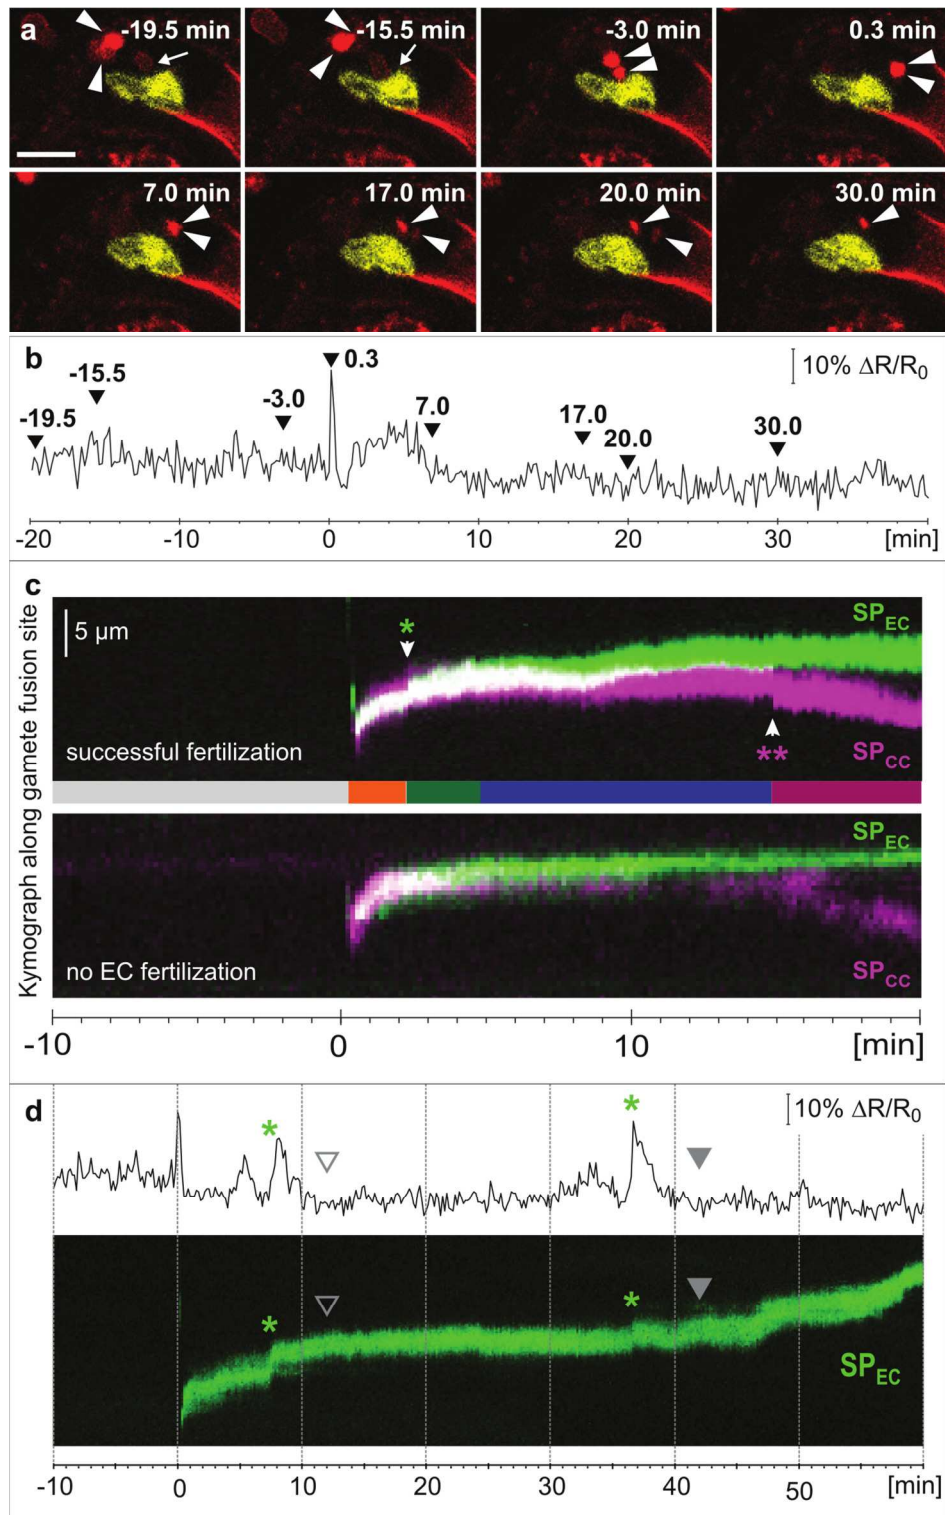 a
-19.5 min
-15.5 min
-3.0 min
0.3 min
7.0 min
17.0 min
20.0 min
30.0 min
b
-19.5
-15.5
-3.0
0.3
7.0
17.0
20.0
30.0
10% ΔR/R0
-20 -10 0 10 20 30 [min]
c
Kymograph along gamete fusion site
5 µm
*
SPEC
successful fertilization
**
SPCC
SPEC
no EC fertilization
SPCC
-10 0 10 [min]
d
* *
10% ΔR/R0
* *
SPEC
-10 0 10 20 30 40 50 [min]